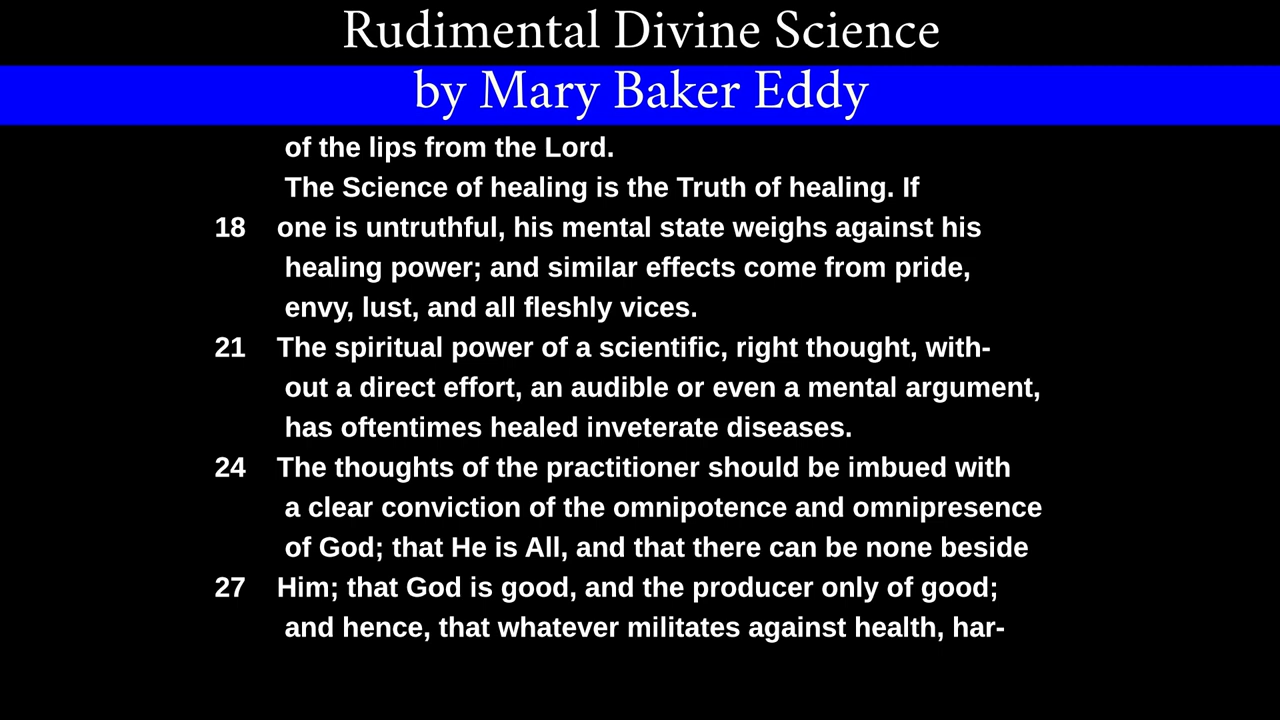 Rudimental Divine Science
by Mary Baker Eddy
of the lips from the Lord.
The Science of healing is the Truth of healing. If
18 one is untruthful, his mental state weighs against his
healing power; and similar effects come from pride,
envy, lust, and all fleshly vices.
21 The spiritual power of a scientific, right thought, with-
out a direct effort, an audible or even a mental argument,
has oftentimes healed inveterate diseases.
24 The thoughts of the practitioner should be imbued with
a clear conviction of the omnipotence and omnipresence
of God; that He is All, and that there can be none beside
27 Him; that God is good, and the producer only of good;
and hence, that whatever militates against health, har-